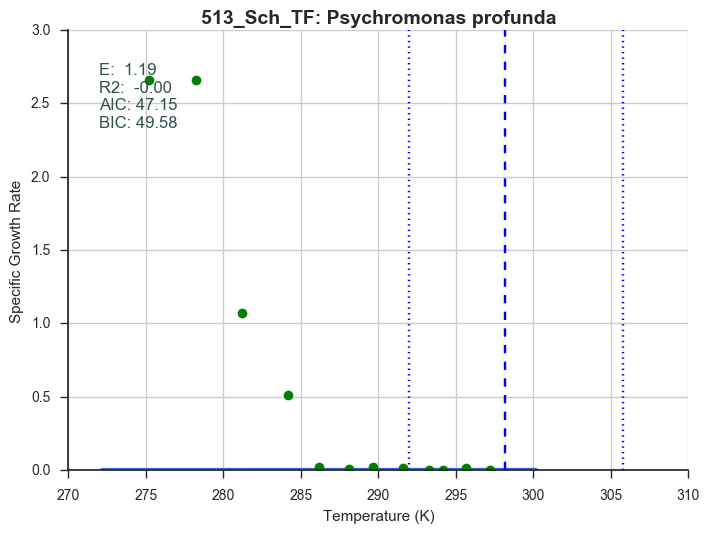 513_Sch_TF: Psychromonas profunda
E:  1.19
R2:  -0.00
AIC: 47.15
BIC: 49.58
Specific Growth Rate
3.0
2.5
2.0
1.5
1.0
0.5
0.0
270 275 280 285 290 295 300 305 310
Temperature (K)